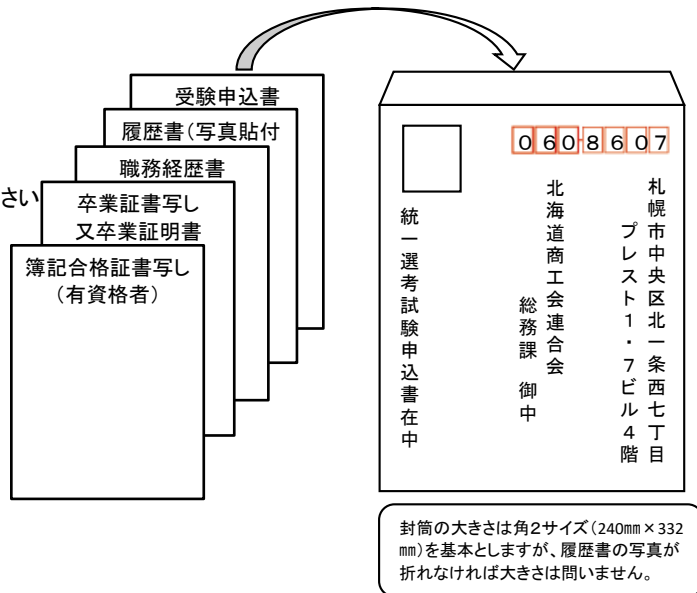 受験申込書
履歴書（写真貼付
職務経歴書
さい
卒業証書写し
又卒業証明書
簿記合格証書写し
（有資格者）
0608607
札幌市中央区北一条西七丁目
プレスト１・７ビル４階
北海道商工会連合会
総務課 御中
統一選考試験申込書在中
封筒の大きさは角２サイズ（240㎜×332
㎜）を基本としますが、履歴書の写真が
折れなければ大きさは問いません。